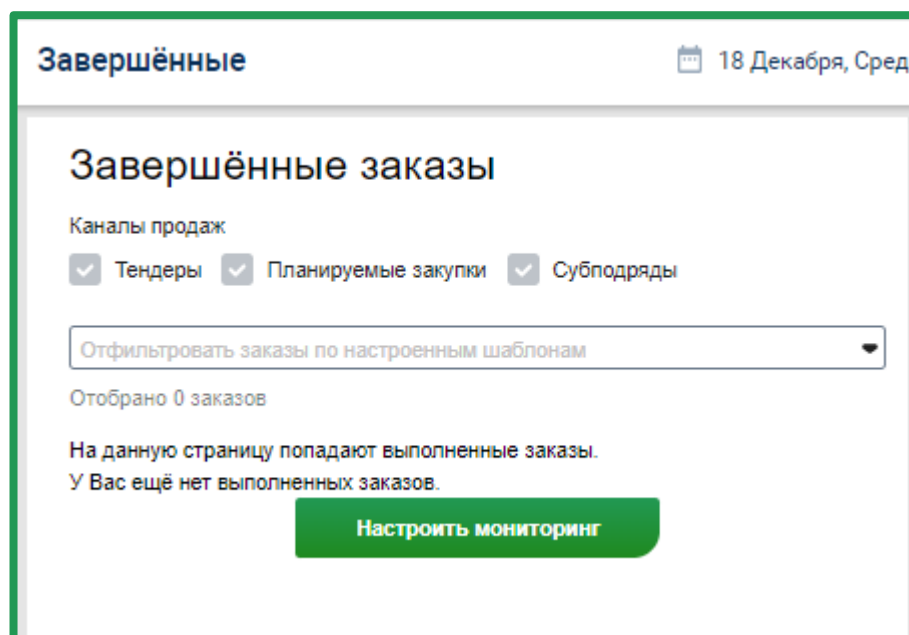 Завершённые
18 Декабря, Сред
Завершённые заказы
Каналы продаж
Тендеры Планируемые закупки Субподряды
Отфильтровать заказы по настроенным шаблонам
Отобрано 0 заказов
На данную страницу попадают выполненные заказы.
У Вас ещё нет выполненных заказов.
Настроить мониторинг